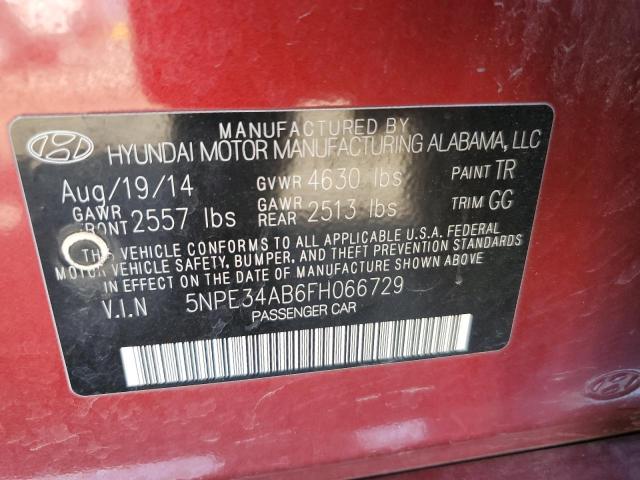 MANUFACTURED BY
HYUNDAI MOTOR MANUFACTURING ALABAMA, LLC
Aug/19/14 GVWR 4630 lbs PAINT TR
GAWR FRONT 2557 lbs GAWR REAR 2513 lbs TRIM GG
THIS VEHICLE CONFORMS TO ALL APPLICABLE U.S.A. FEDERAL
MOTOR VEHICLE SAFETY, BUMPER, AND THEFT PREVENTION STANDARDS
IN EFFECT ON THE DATE OF MANUFACTURE SHOWN ABOVE
V.I.N 5NPE34AB6FH066729
PASSENGER CAR